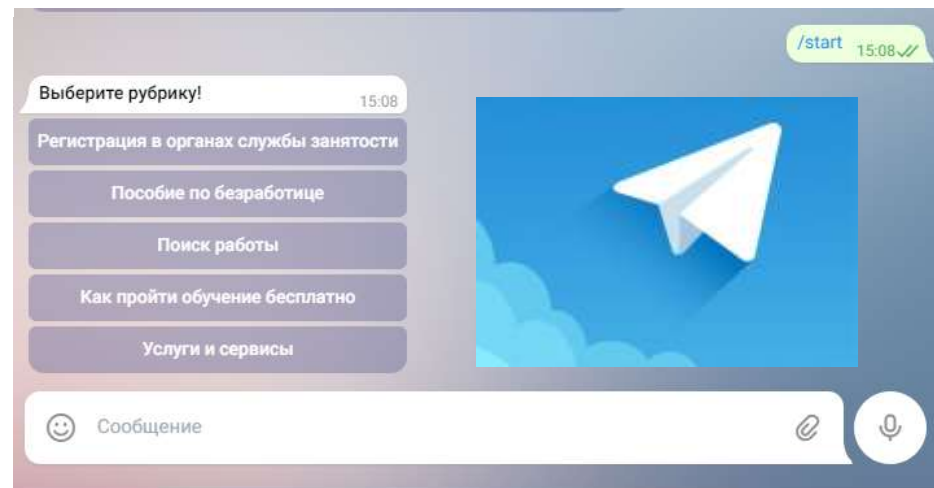 /start 15:08
Выберите рубрику! 15:08
Регистрация в органах службы занятости
Пособие по безработице
Поиск работы
Как пройти обучение бесплатно
Услуги и сервисы
Сообщение